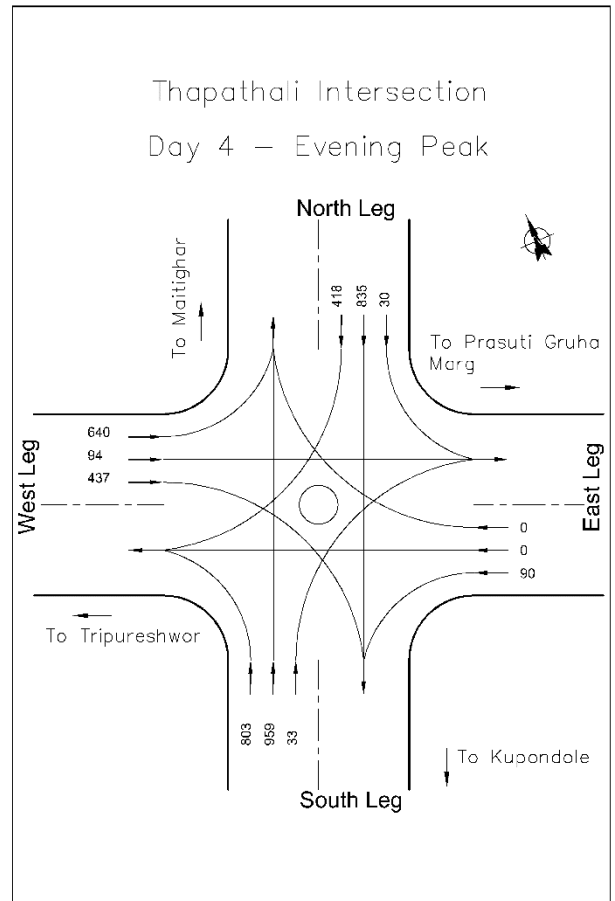 Thapathali Intersection
Day 4 - Evening Peak
North Leg
To Maitighar
418
835
30
To Prasuti Gruha
Marg
640
94
437
West Leg
East Leg
0
0
90
To Tripureshwor
803
959
33
To Kupondole
South Leg